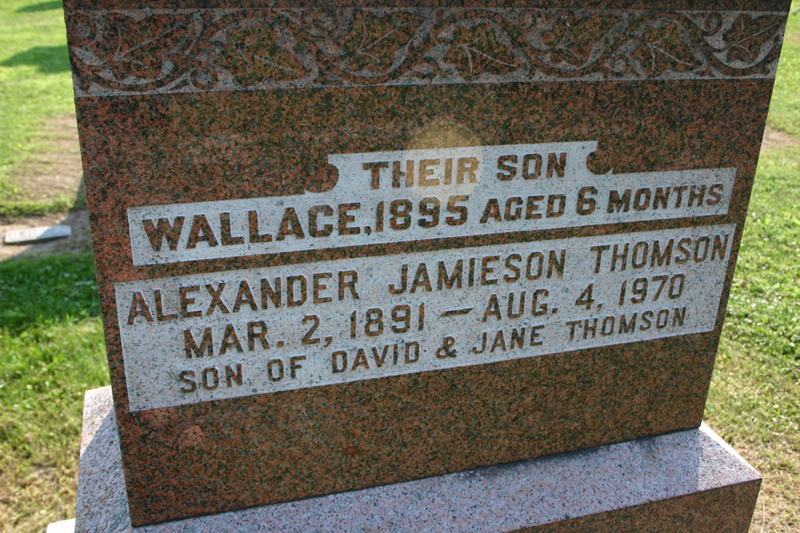 THEIR SON
WALLACE, 1895 AGED 6 MONTHS
ALEXANDER JAMIESON THOMSON
MAR. 2, 1891 — AUG. 4, 1970
SON OF DAVID & JANE THOMSON